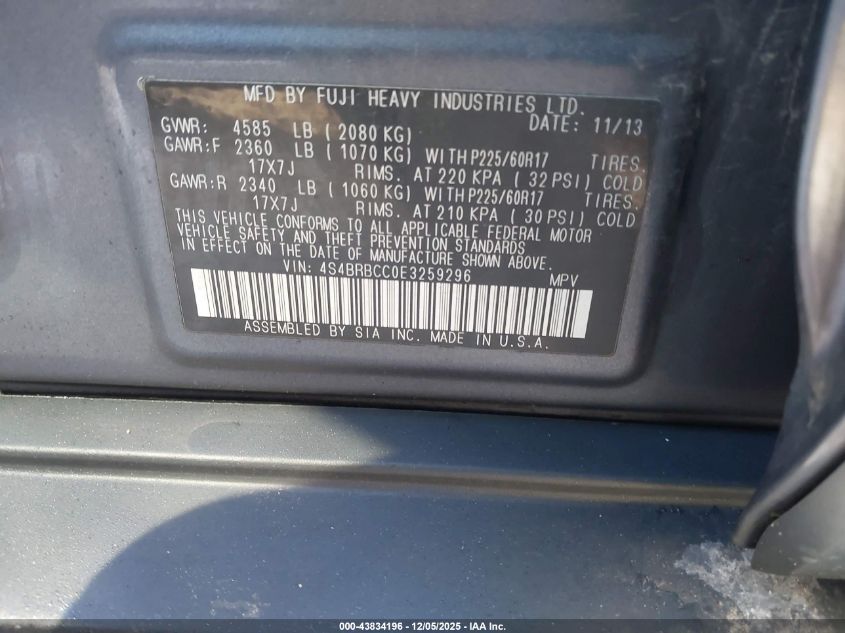 MFD BY FUJI HEAVY INDUSTRIES LTD.
DATE: 11/13
GVWR: 4585 LB ( 2080 KG)
GAWR:F 2360 LB ( 1070 KG) WITH P225/60R17 TIRES.
17X7J RIMS. AT 220 KPA ( 32 PSI) COLD
GAWR:R 2340 LB ( 1060 KG) WITH P225/60R17 TIRES.
17X7J RIMS. AT 210 KPA ( 30 PSI) COLD
THIS VEHICLE CONFORMS TO ALL APPLICABLE FEDERAL MOTOR
VEHICLE SAFETY AND THEFT PREVENTION STANDARDS
IN EFFECT ON THE DATE OF MANUFACTURE SHOWN ABOVE.
VIN: 4S4BRBCC0E3259296 MPV
ASSEMBLED BY SIA INC. MADE IN U.S.A.
000-43834196 - 12/05/2025 - IAA Inc.